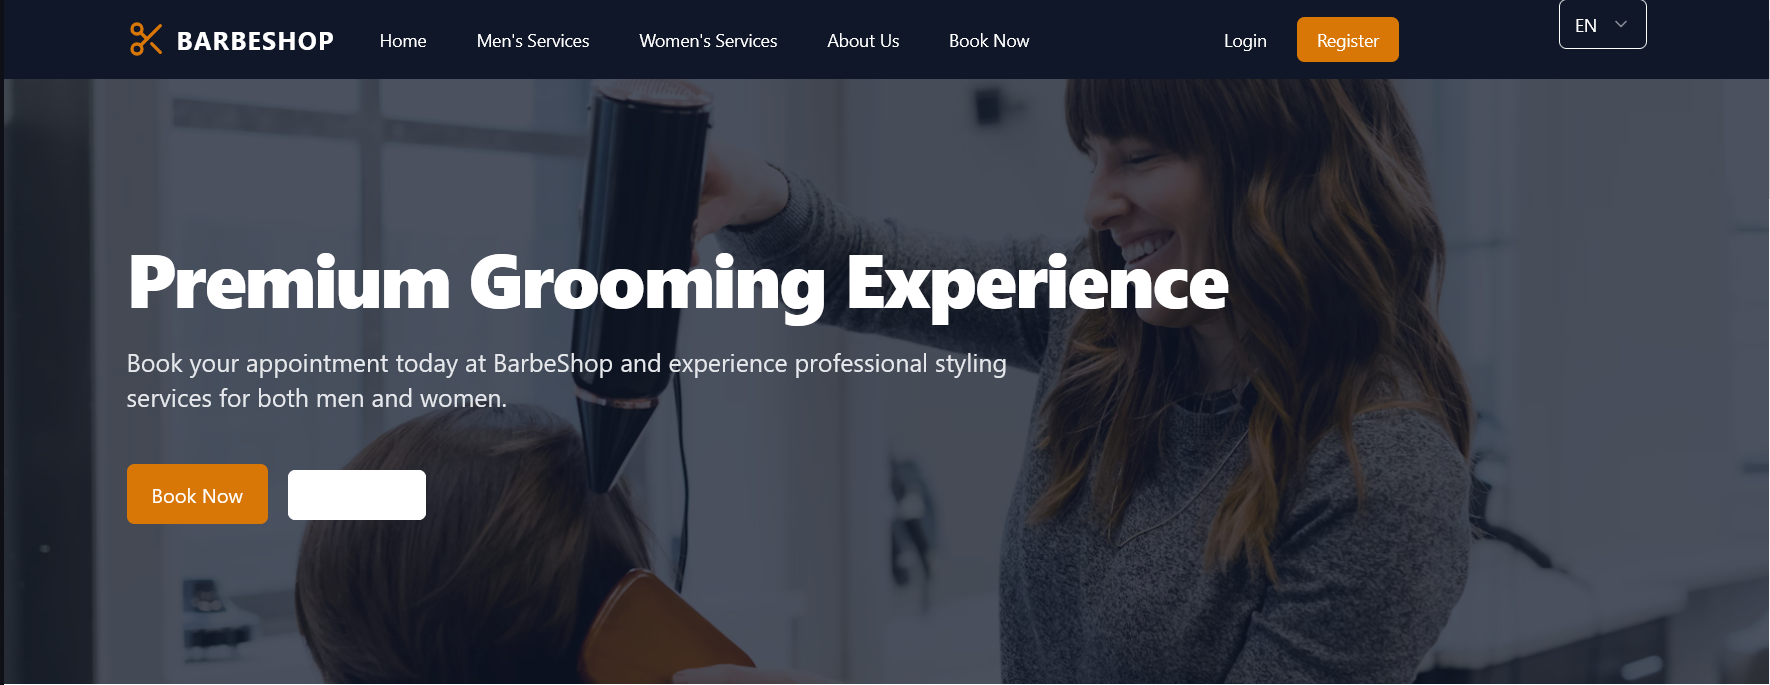 BARBESHOP
Home
Men's Services
Women's Services
About Us
Book Now
Login
Register
EN
Premium Grooming Experience
Book your appointment today at BarbeShop and experience professional styling
services for both men and women.
Book Now